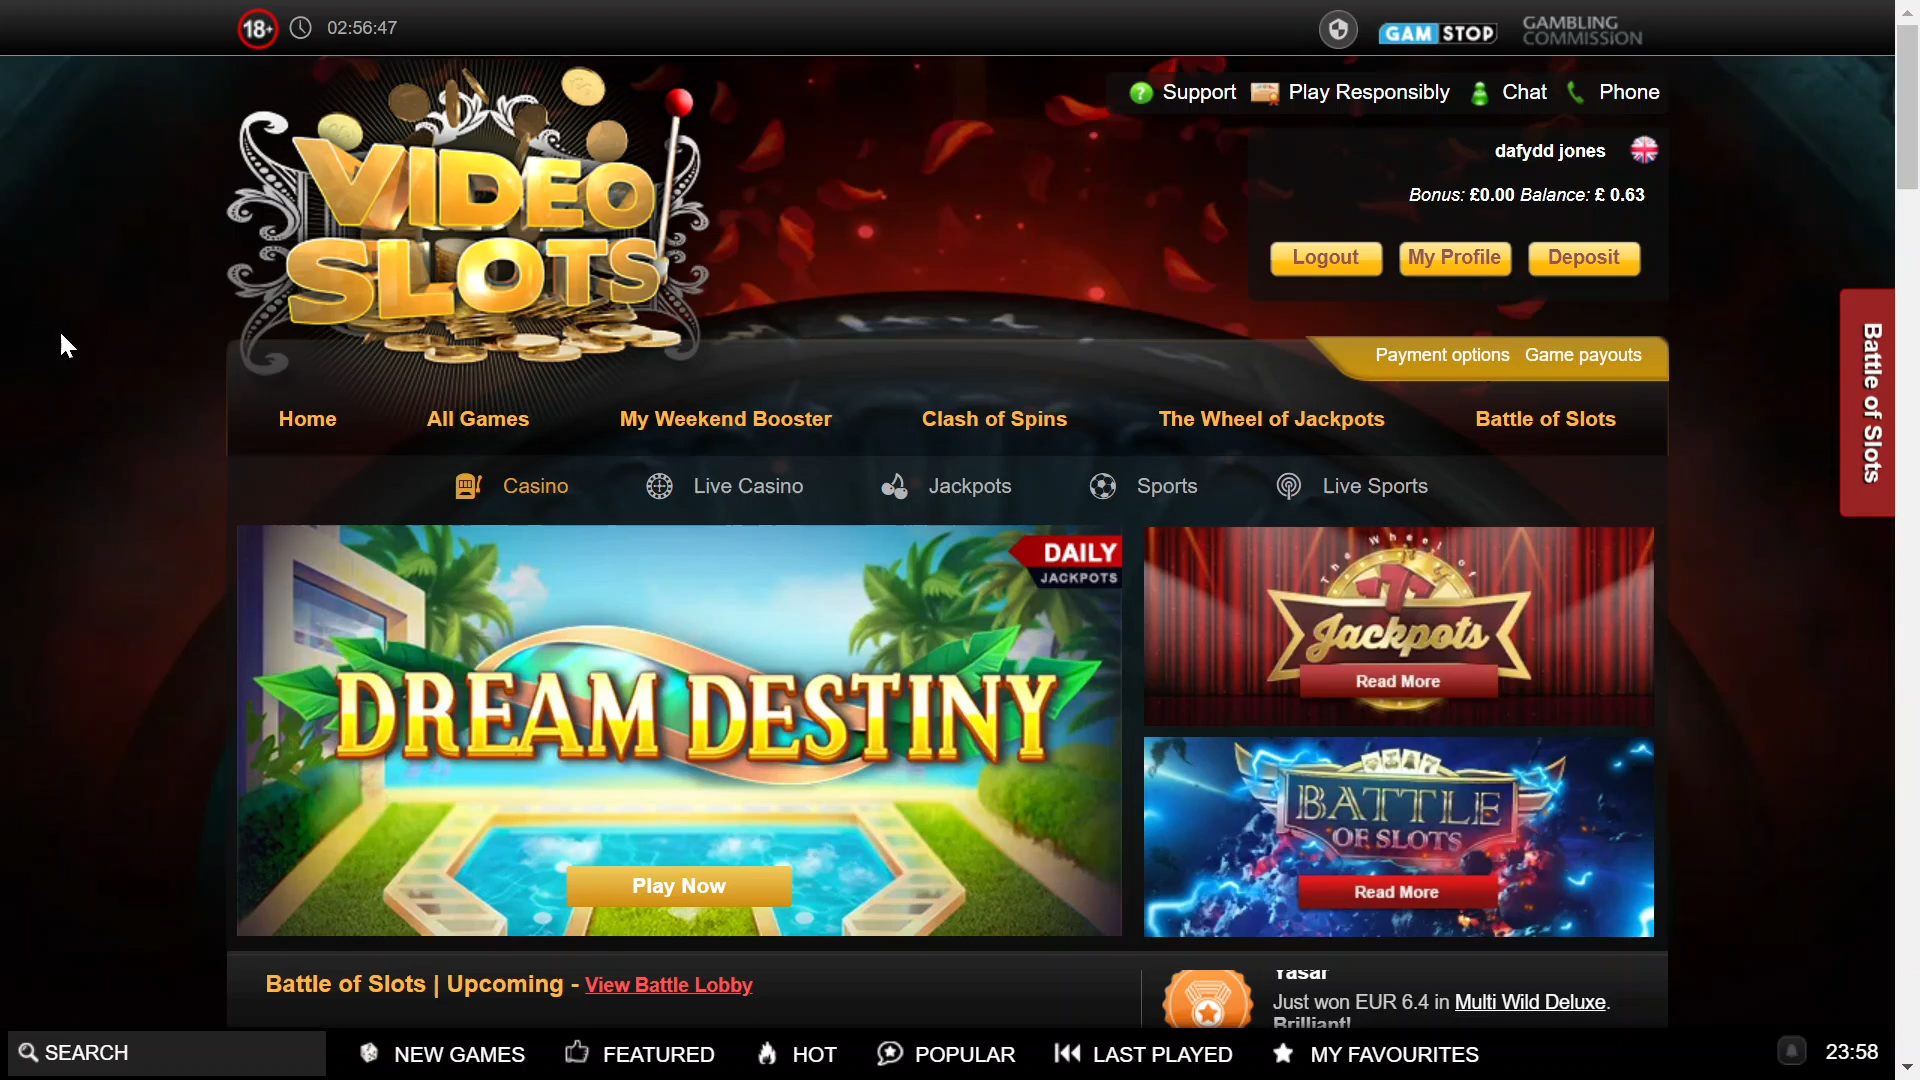 18+ 02:56:47 GAMSTOP GAMBLING
COMMISSION
Support Play Responsibly Chat Phone
VIDEO
SLOTS
dafydd jones
Bonus: £0.00 Balance: £ 0.63
Logout My Profile Deposit
Payment options Game payouts
Battle of Slots
Home All Games My Weekend Booster Clash of Spins The Wheel of Jackpots Battle of Slots
Casino Live Casino Jackpots Sports Live Sports
DAILY
JACKPOTS
DREAM DESTINY
Play Now
The Wheel of
Jackpots
Read More
BATTLE
OF SLOTS
Read More
Battle of Slots | Upcoming - View Battle Lobby
Yasar
Just won EUR 6.4 in Multi Wild Deluxe.
Brilliant!
SEARCH NEW GAMES FEATURED HOT POPULAR LAST PLAYED MY FAVOURITES 23:58